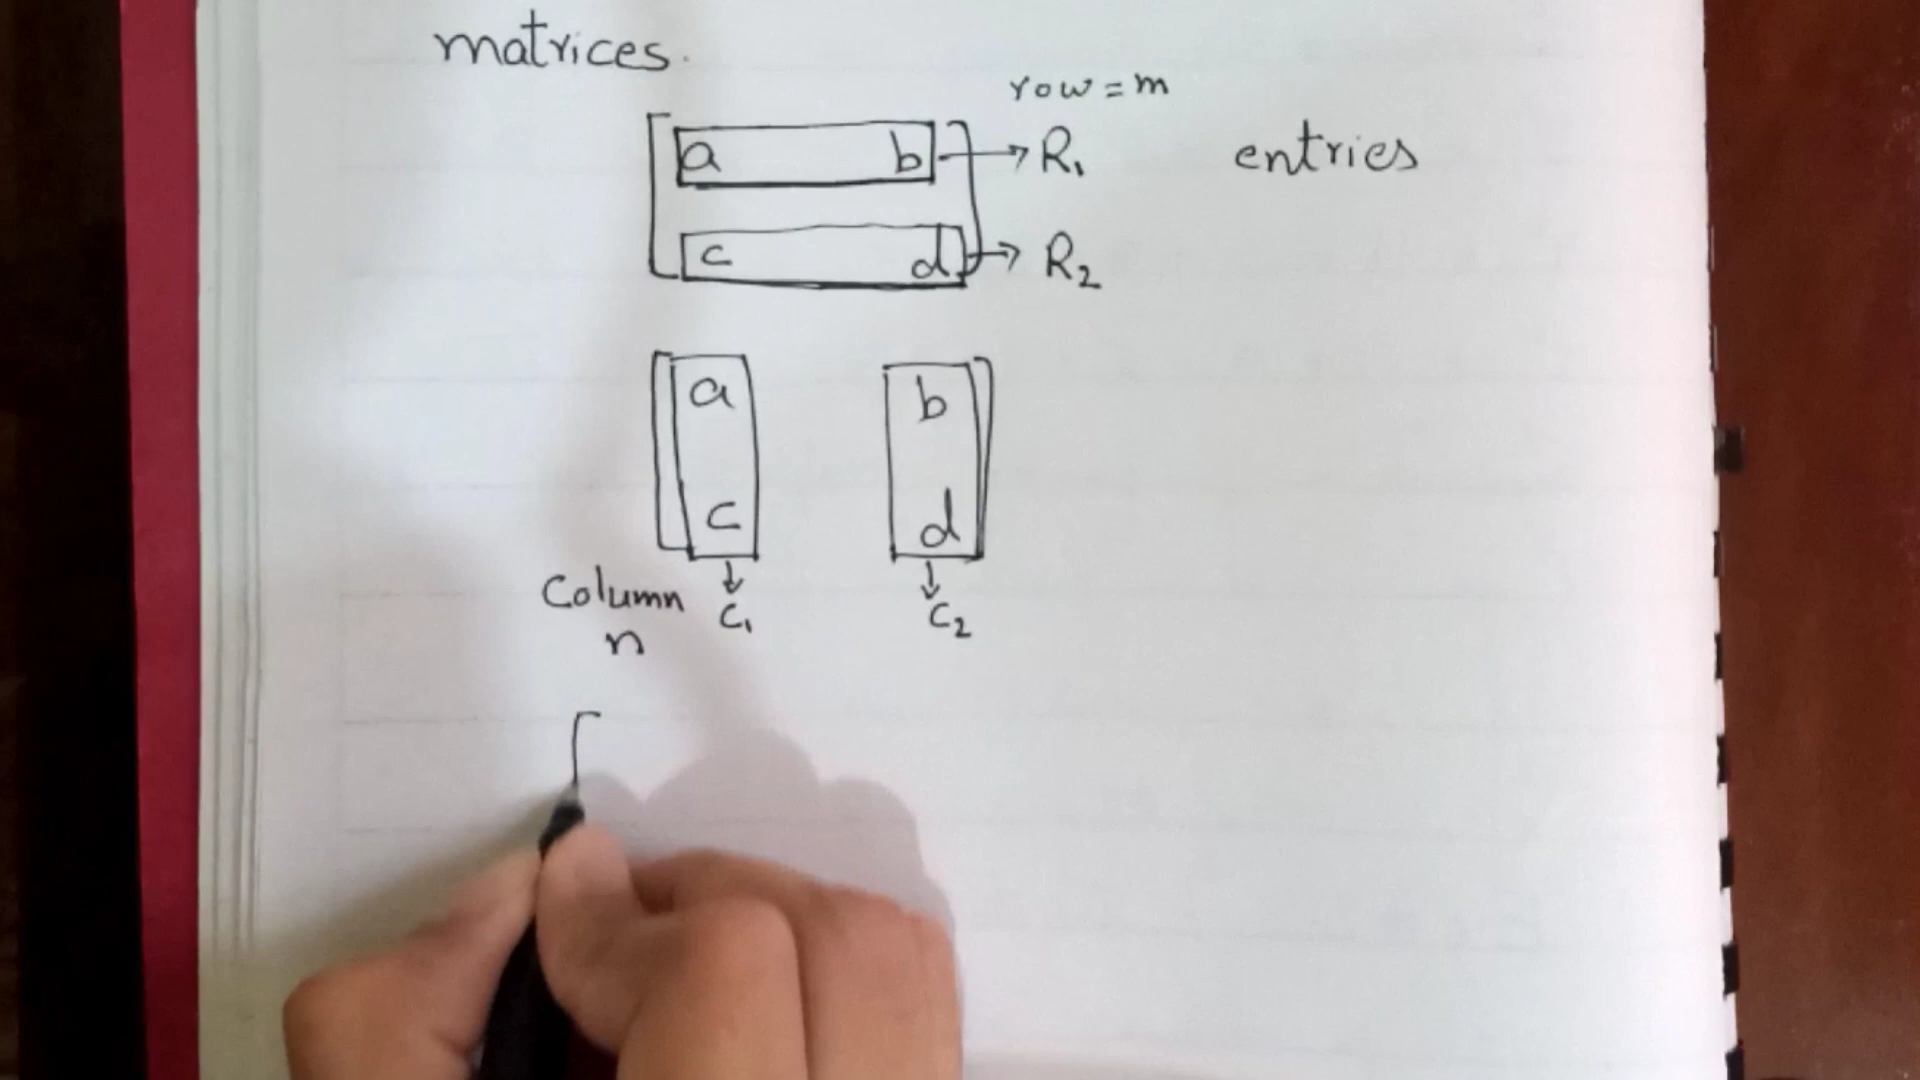 matrices.
row = m
a b → R₁ entries
c d → R₂
a b
c d
Column ↓ ↓
n C₁ C₂